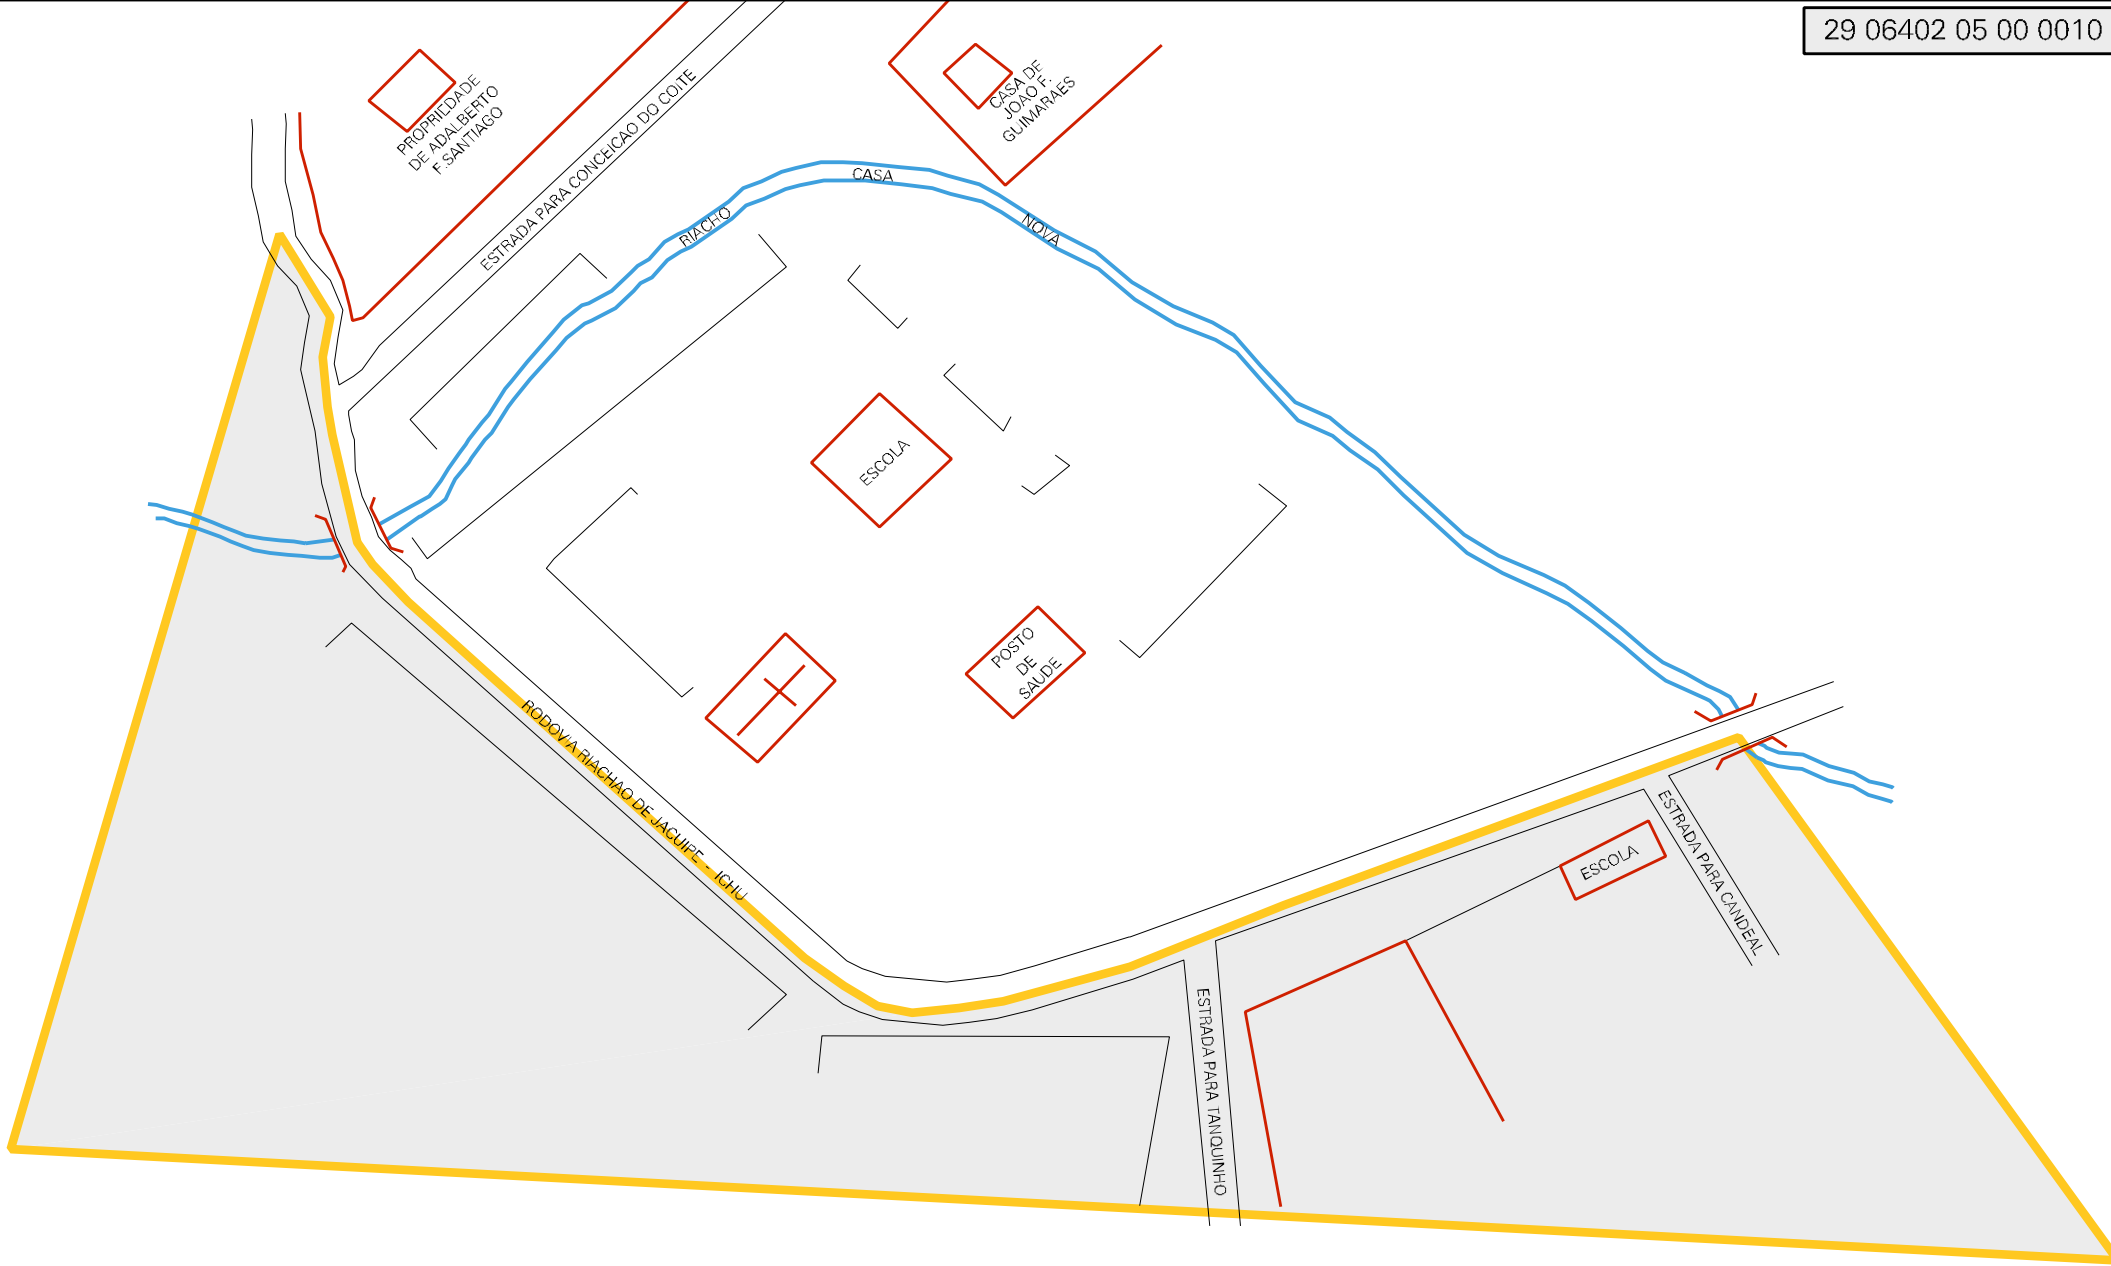 29 06402 05 00 0010
PROPRIEDADE
DE ADALBERTO
F.SANTIAGO
ESTRADA PARA CONCEICAO DO COITE
CASA DE
JOAO F.
GUIMARAES
RIACHO
CASA
NOVA
ESCOLA
POSTO
DE
SAUDE
RODOVIA RIACHAO DE JACUIPE - ICHU
ESCOLA
ESTRADA PARA CANDEAL
ESTRADA PARA TANQUINHO